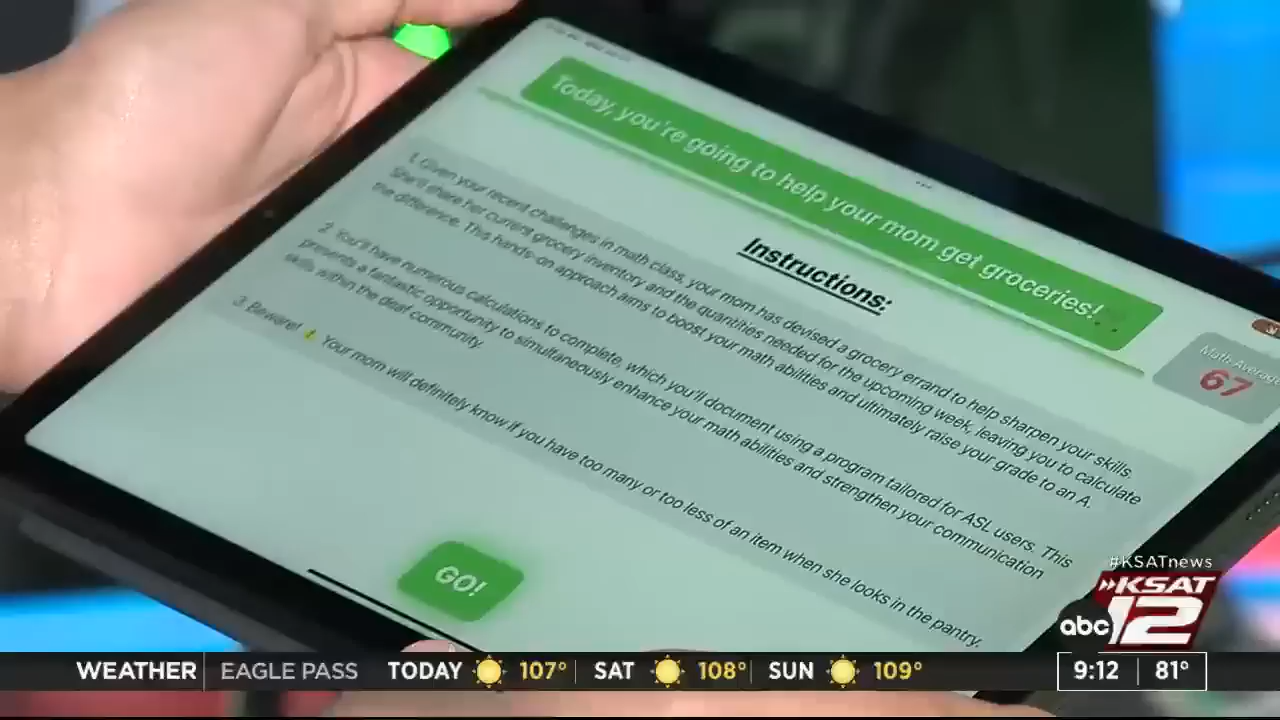 Today, you're going to help your mom get groceries!
Instructions:
Math Average
67
1. Given your recent challenges in math class, your mom has devised a grocery errand to help sharpen your skills.
She'll share her current grocery inventory and the quantities needed for the upcoming week, leaving you to calculate
the difference. This hands-on approach aims to boost your math abilities and ultimately raise your grade to an A.
2. You'll have numerous calculations to complete, which you'll document using a program tailored for ASL users. This
presents a fantastic opportunity to simultaneously enhance your math abilities and strengthen your communication
skills within the deaf community.
3. Beware! ⚠️ Your mom will definitely know if you have too many or too less of an item when she looks in the pantry.
GO!
#KSATnews
KSAT
abc 12
WEATHER EAGLE PASS TODAY 107° SAT 108° SUN 109° 9:12 81°